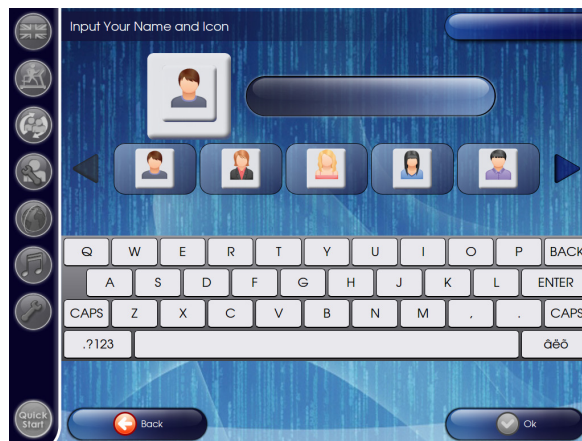 Input Your Name and Icon
Q W E R T Y U I O P BACK
A S D F G H J K L ENTER
CAPS Z X C V B N M , . CAPS
.?123 âëõ
Quick
Start
Back
Ok